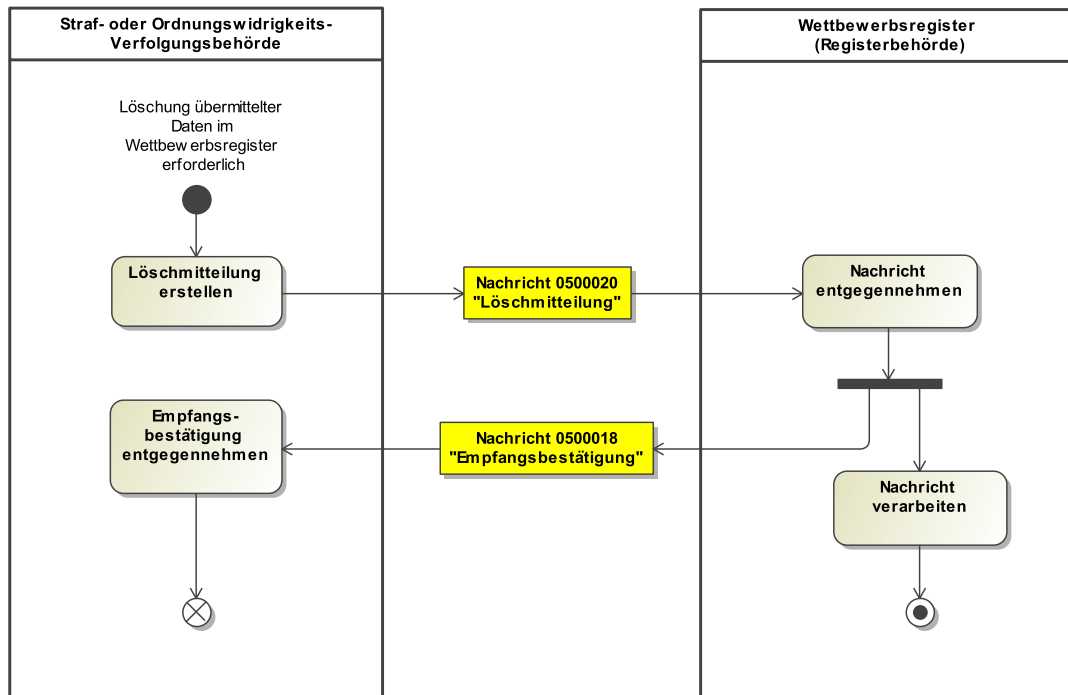 Straf- oder Ordnungswidrigkeits-
Verfolgungsbehörde
Wettbewerbsregister
(Registerbehörde)
Löschung übermittelter
Daten im
Wettbewerbsregister
erforderlich
Löschmitteilung
erstellen
Nachricht 0500020
"Löschmitteilung"
Nachricht
entgegennehmen
Empfangs-
bestätigung
entgegennehmen
Nachricht 0500018
"Empfangsbestätigung"
Nachricht
verarbeiten